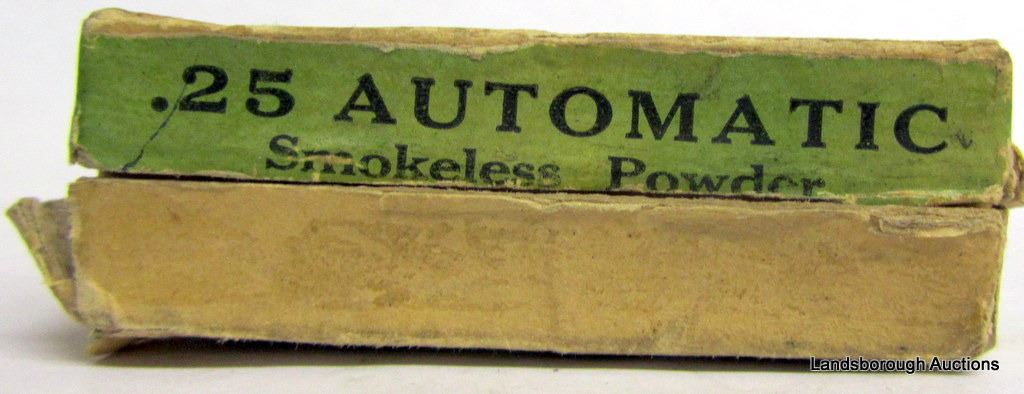 .25 AUTOMATIC
Smokeless Powder
Landsborough Auctions